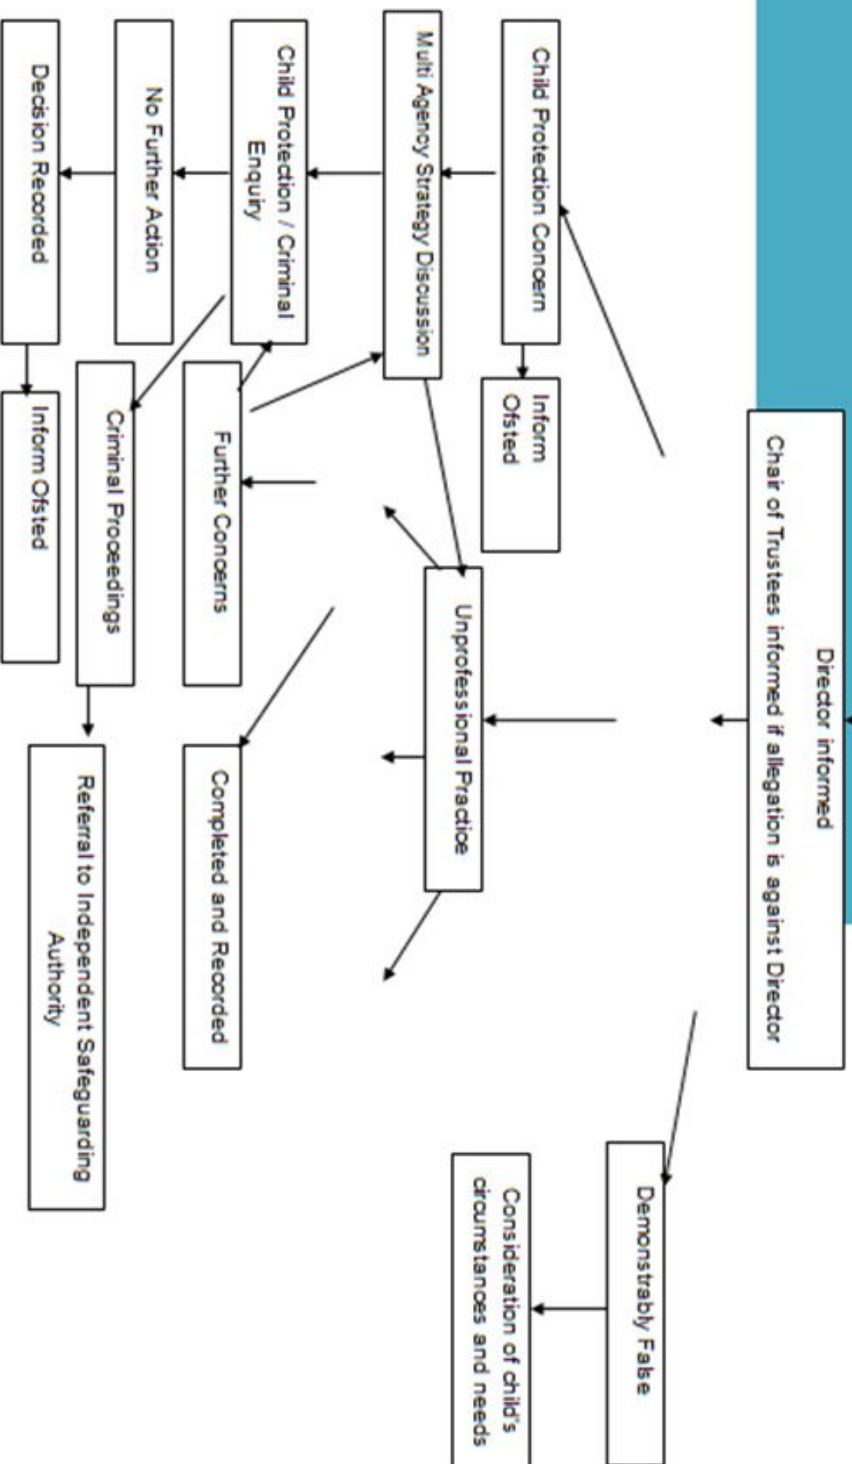 Director informed
Chair of Trustees informed if allegation is against Director
Child Protection Concern
Inform
Ofsted
Demonstrably False
Multi Agency Strategy Discussion
Unprofessional Practice
Consideration of child's
circumstances and needs
Child Protection / Criminal
Enquiry
Further Concerns
Completed and Recorded
No Further Action
Criminal Proceedings
Referral to Independent Safeguarding
Authority
Decision Recorded
Inform Ofsted